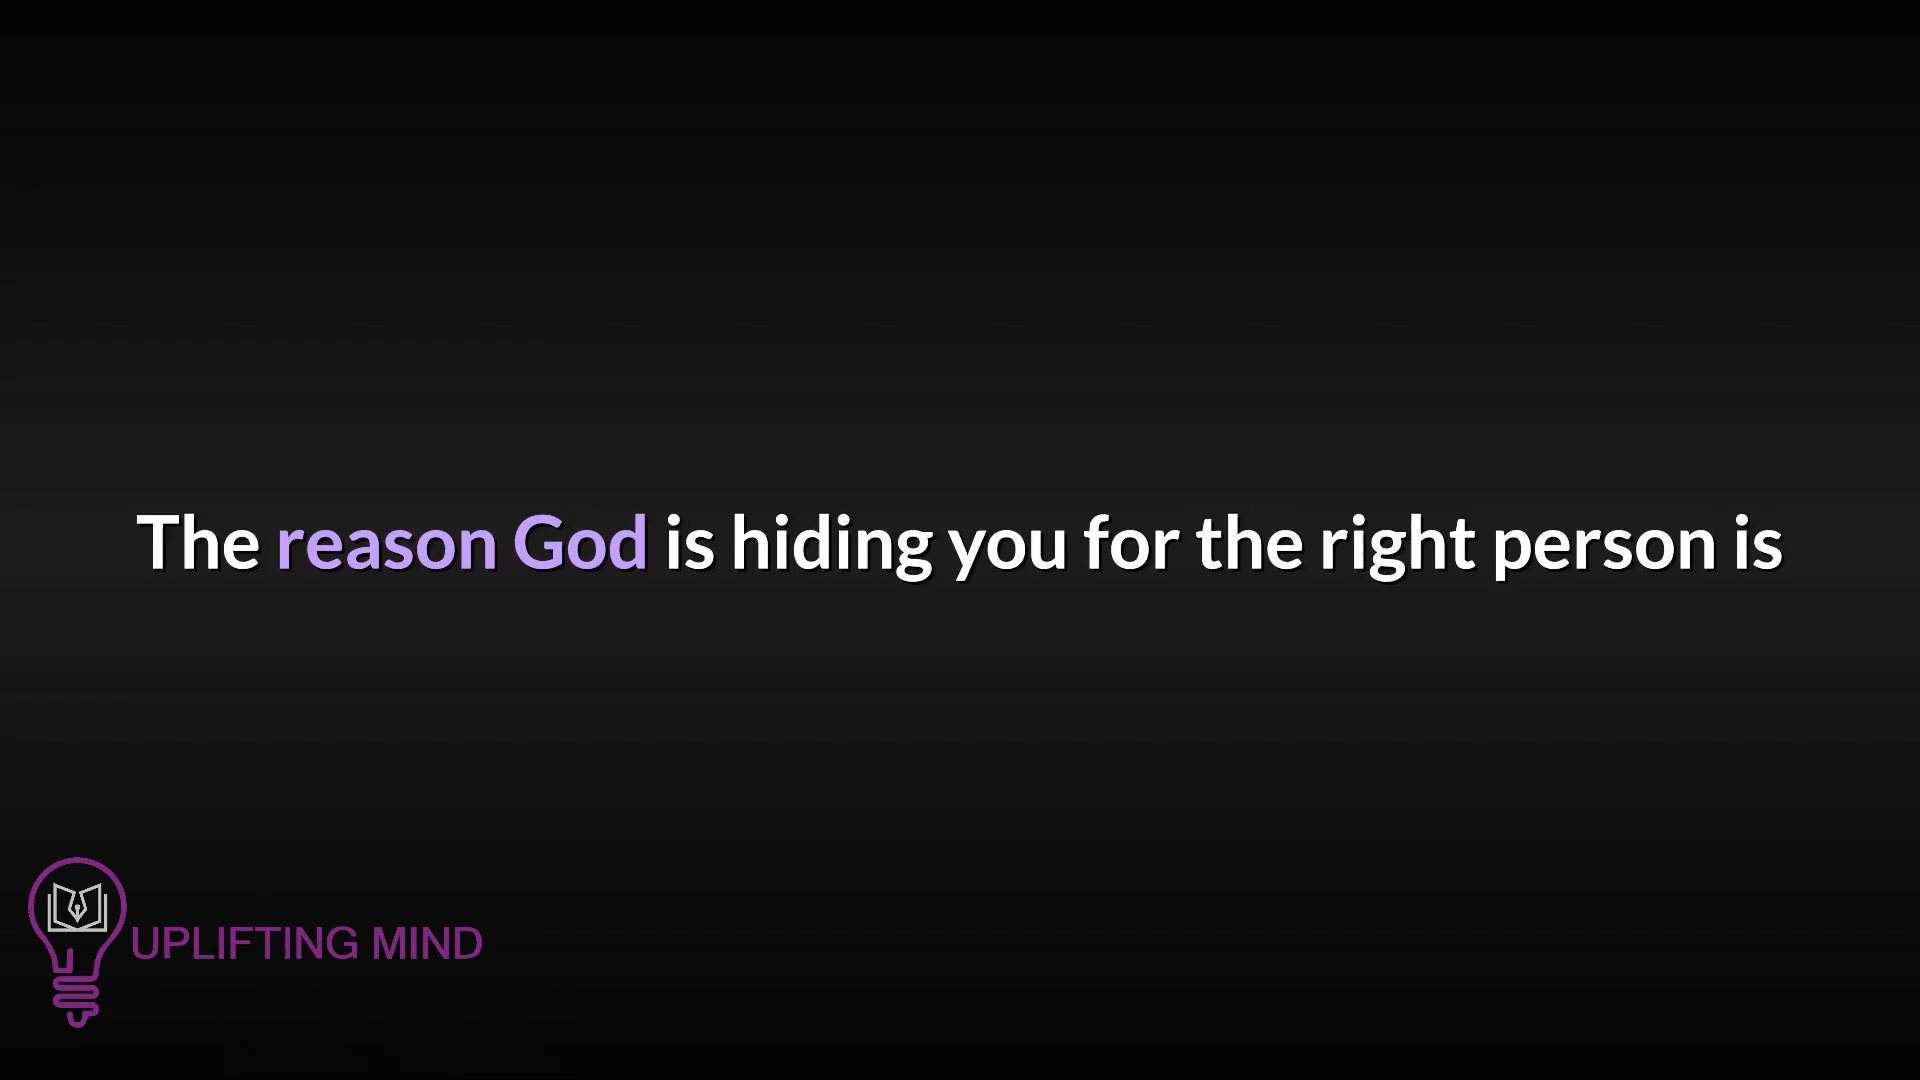 The reason God is hiding you for the right person is
UPLIFTING MIND